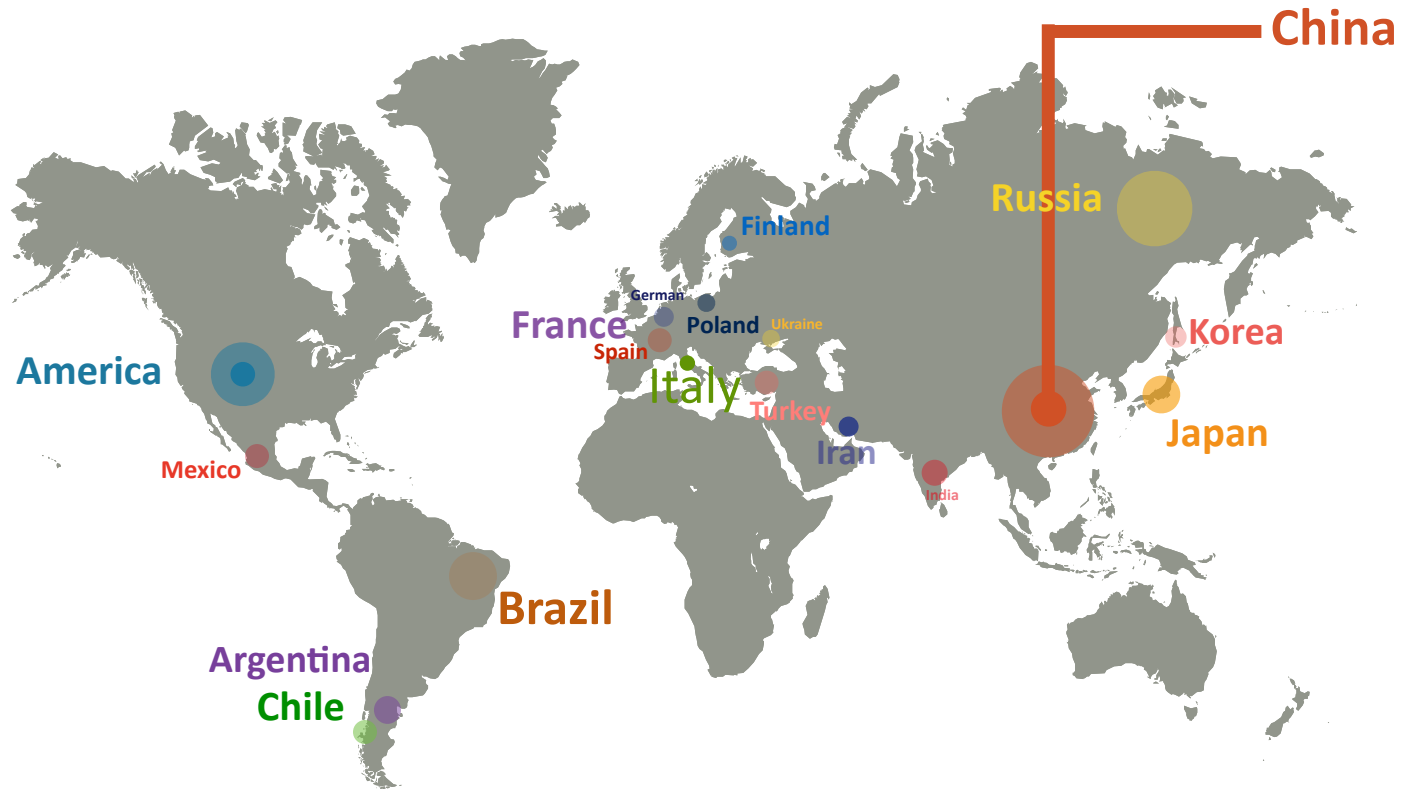 China
Russia
Finland
German
France
Poland
Ukraine
Korea
Spain
America
Italy
Turkey
Japan
Iran
Mexico
India
Brazil
Argentina
Chile